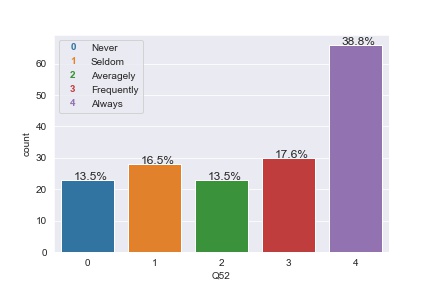 38.8%
0 Never
1 Seldom
2 Averagely
3 Frequently
4 Always
60
50
40
30
20
10
0
count
13.5%
16.5%
13.5%
17.6%
0 1 2 3 4
Q52